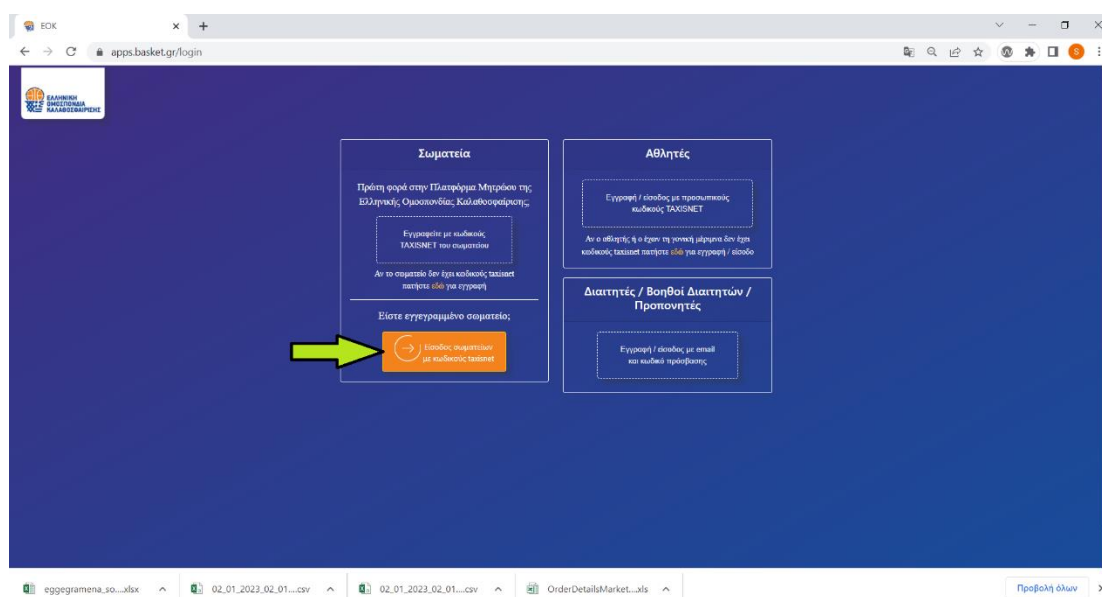 EOK
apps.basket.gr/login
S
ΕΛΛΗΝΙΚΗ
ΟΜΟΣΠΟΝΔΙΑ
ΚΑΛΑΘΟΣΦΑΙΡΙΣΗΣ
Σωματεία
Πρώτη φορά στην Πλατφόρμα Μητρώου της
Ελληνικής Ομοσπονδίας Καλαθοσφαίρισης;
Εγγραφείτε με κωδικούς
TAXISNET του σωματείου
Αν το σωματείο δεν έχει κωδικούς taxisnet
πατήστε εδώ για εγγραφή
Είστε εγγεγραμμένο σωματείο;
Είσοδος σωματείων
με κωδικούς taxisnet
Αθλητές
Εγγραφή / είσοδος με προσωπικούς
κωδικούς TAXISNET
Αν ο αθλητής ή ο έχων τη γονική μέριμνα δεν έχει
κωδικούς taxisnet πατήστε εδώ για εγγραφή / είσοδο
Διαιτητές / Βοηθοί Διαιτητών /
Προπονητές
Εγγραφή / είσοδος με email
και κωδικό πρόσβασης
eggegramena_so....xlsx
02_01_2023_02_01....csv
02_01_2023_02_01....csv
OrderDetailsMarket....xls
Προβολή όλων